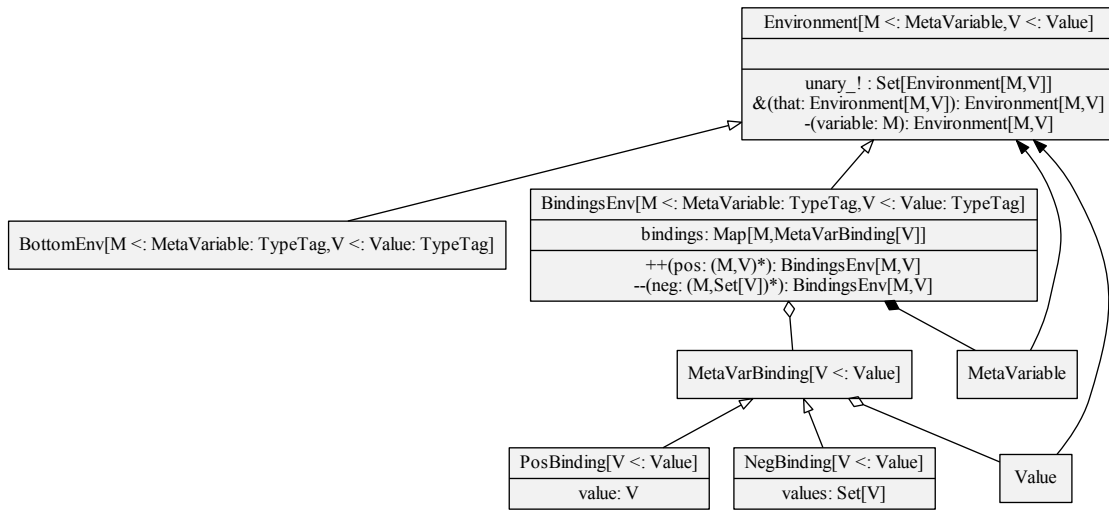 Environment[M <: MetaVariable,V <: Value]
unary_! : Set[Environment[M,V]]
&(that: Environment[M,V]): Environment[M,V]
-(variable: M): Environment[M,V]
BottomEnv[M <: MetaVariable: TypeTag,V <: Value: TypeTag]
BindingsEnv[M <: MetaVariable: TypeTag,V <: Value: TypeTag]
bindings: Map[M,MetaVarBinding[V]]
++(pos: (M,V)*): BindingsEnv[M,V]
--(neg: (M,Set[V])*): BindingsEnv[M,V]
MetaVarBinding[V <: Value]
MetaVariable
PosBinding[V <: Value]
value: V
NegBinding[V <: Value]
values: Set[V]
Value